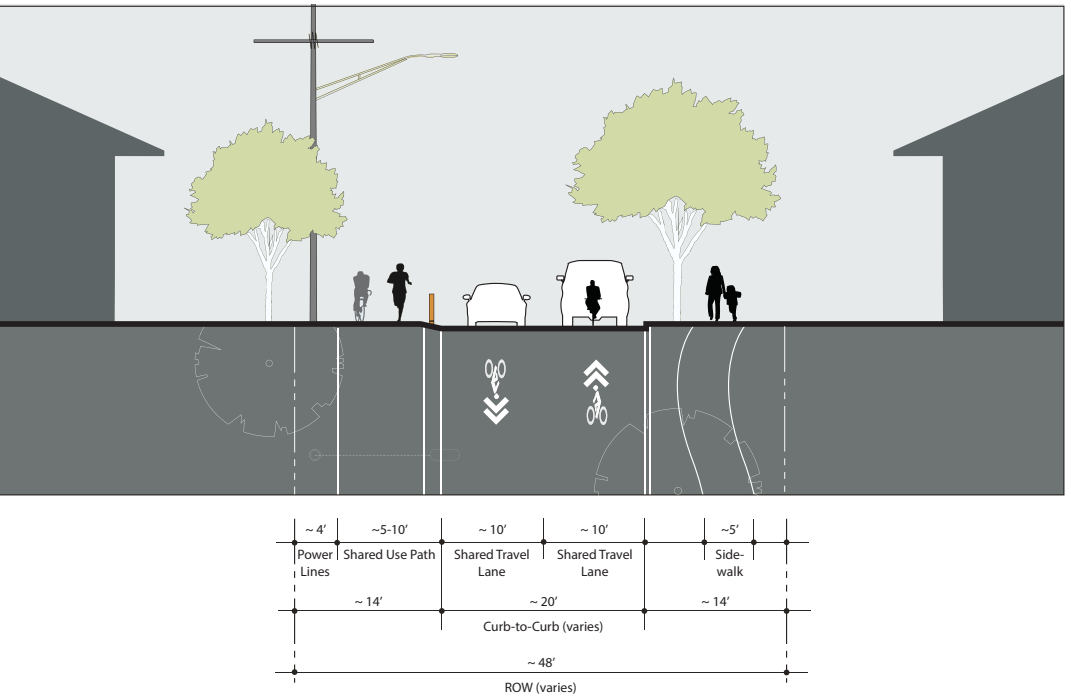 ~ 4’ ~5-10’ ~ 10’ ~ 10’ ~5’
Power Shared Use Path Shared Travel Shared Travel Side-
Lines Lane Lane walk
~ 14’ ~ 20’ ~ 14’
Curb-to-Curb (varies)
~ 48’
ROW (varies)